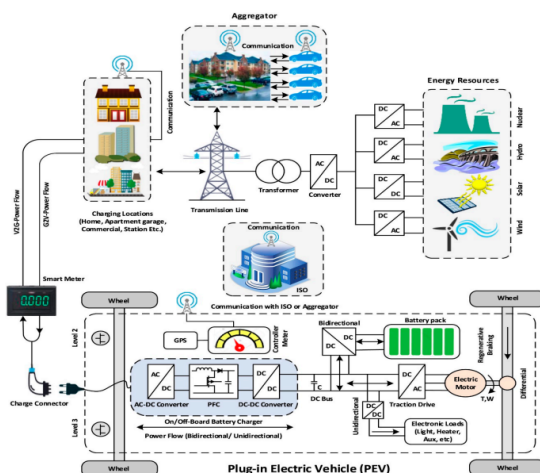 Aggregator
Communication
Energy Resources
Communication
Nuclear
Hydro
Solar
Wind
DC
AC
DC
AC
DC
AC
DC
AC
AC
DC
Transformer
Converter
Transmission Line
Charging Locations
(Home, Apartment garage,
Commercial, Station Etc.)
V2G-Power Flow
G2V-Power Flow
Communication
ISO
Smart Meter
0.000
Wheel
Wheel
Communication with ISO or Aggregator
Level 2
GPS
Controller
Meter
Bidirectional
DC
DC
Battery pack
Regenerative
Braking
Charge Connector
AC
DC
AC-DC Converter
PFC
DC
DC
DC-DC Converter
C
DC Bus
DC
AC
Traction Drive
Electric
Motor
T,W
Differential
Unidirectional
DC
DC
Electronic Loads
(Light, Heater,
Aux, etc)
Level 3
On/Off-Board Battery Charger
Power Flow (Bidirectional/ Unidirectional)
Wheel
Wheel
Plug-in Electric Vehicle (PEV)